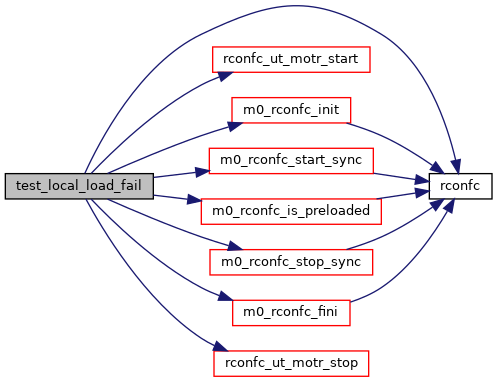 test_local_load_fail
rconfc_ut_motr_start
m0_rconfc_init
m0_rconfc_start_sync
m0_rconfc_is_preloaded
m0_rconfc_stop_sync
m0_rconfc_fini
rconfc_ut_motr_stop
rconfc